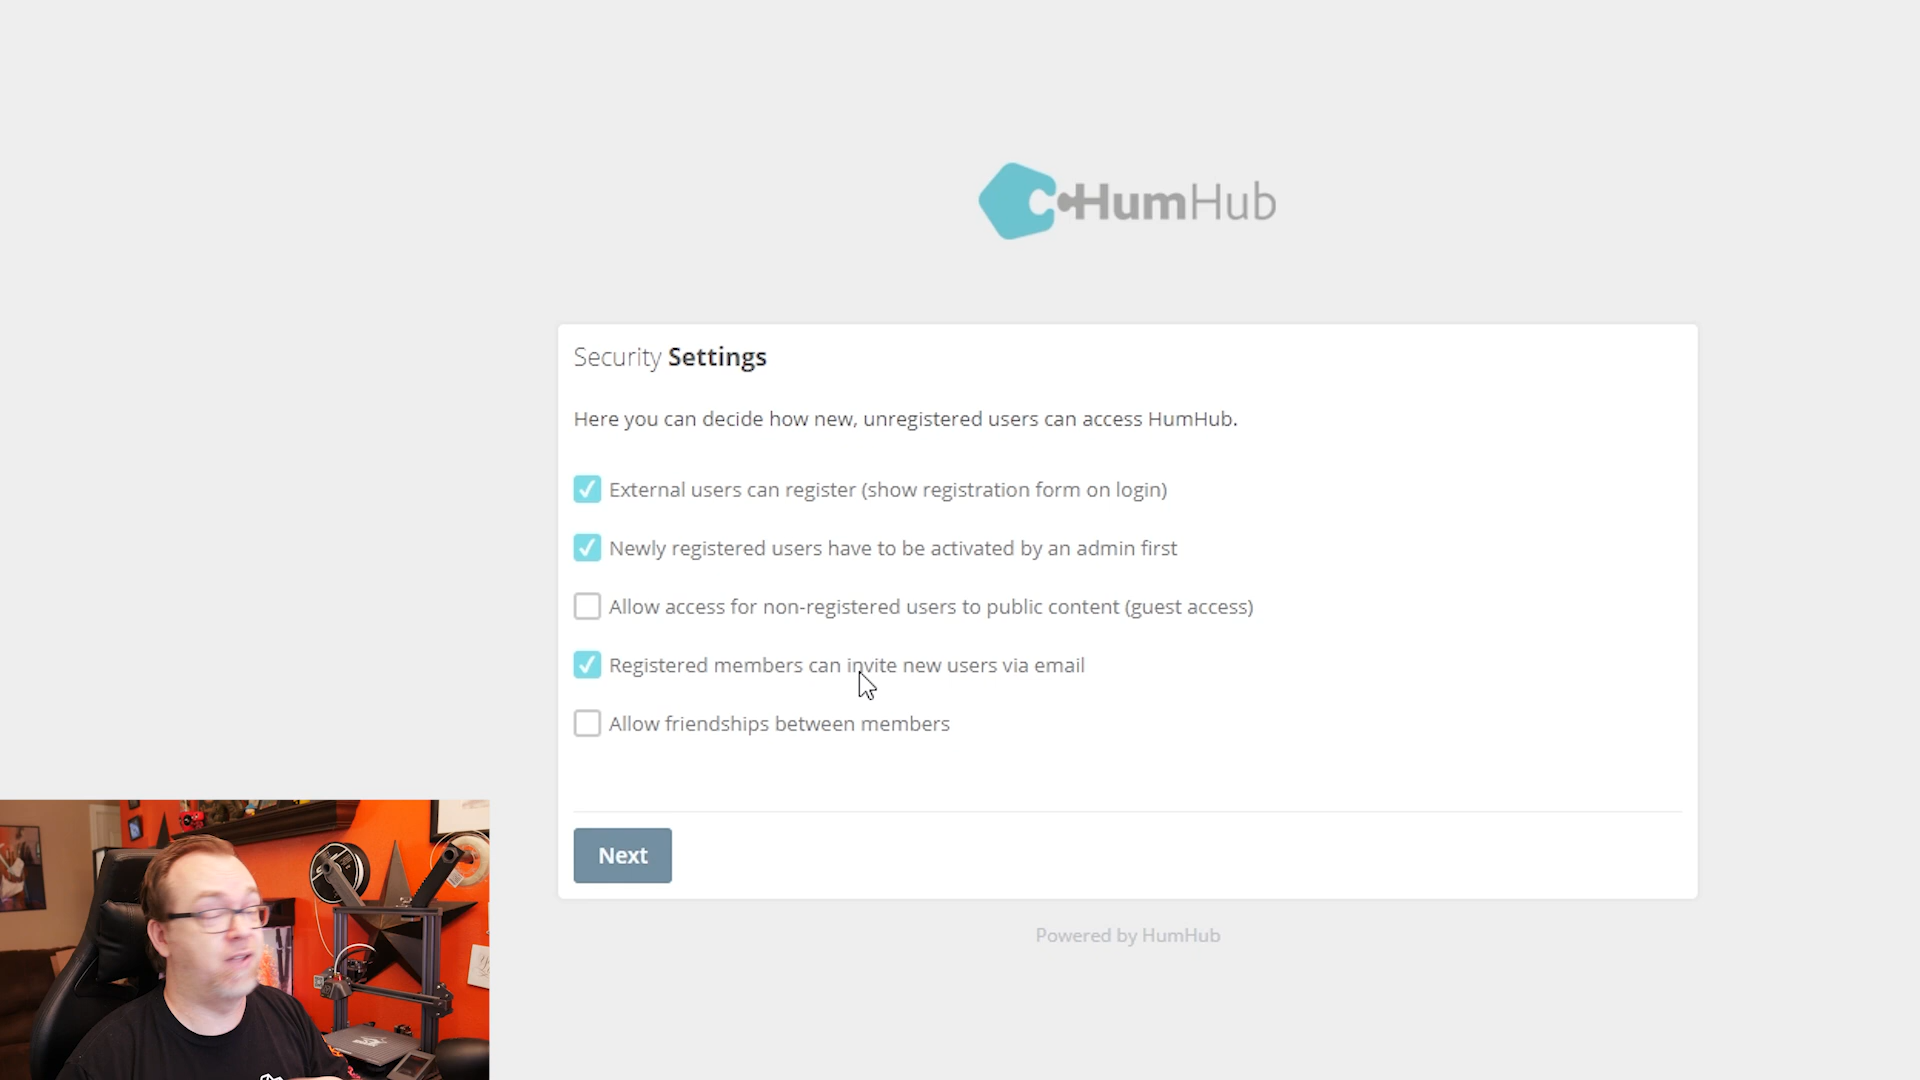 HumHub
Security Settings
Here you can decide how new, unregistered users can access HumHub.
External users can register (show registration form on login)
Newly registered users have to be activated by an admin first
Allow access for non-registered users to public content (guest access)
Registered members can invite new users via email
Allow friendships between members
Next
Powered by HumHub